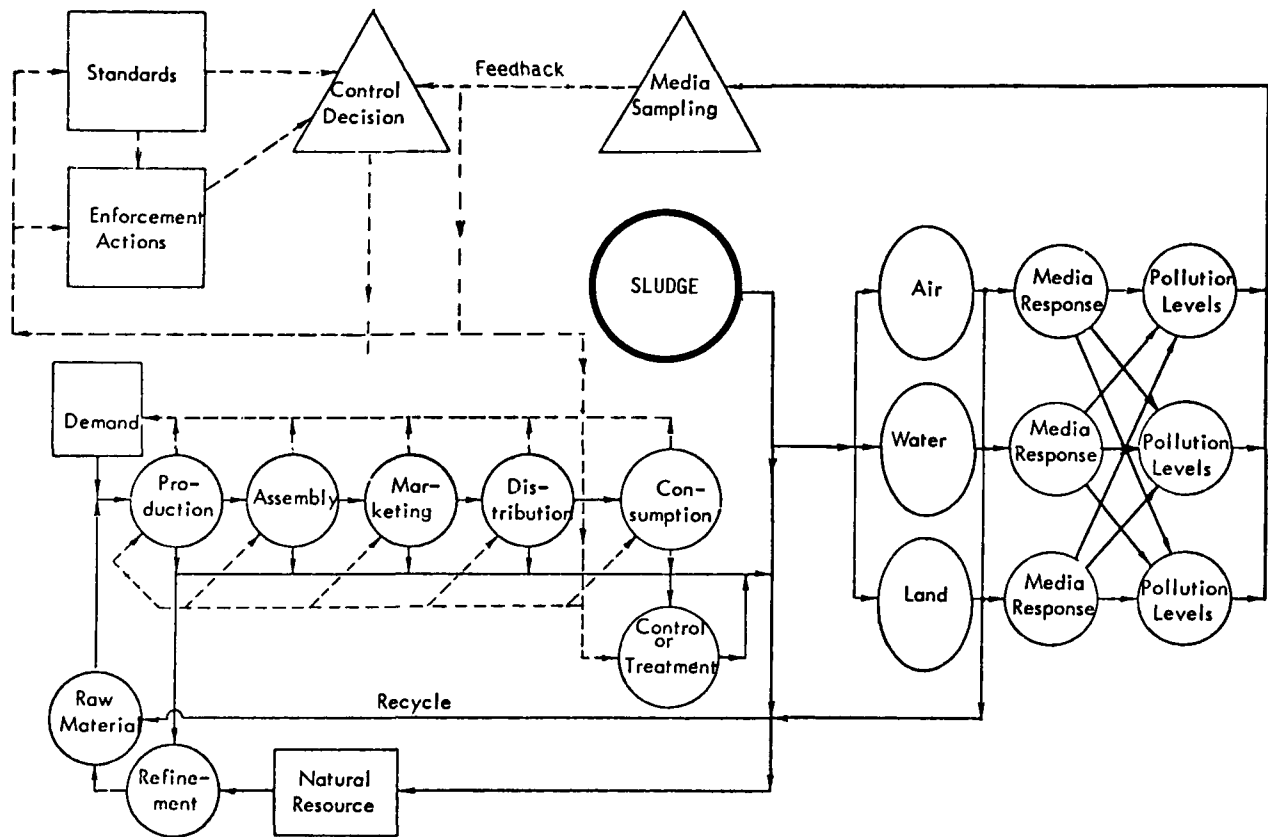 Standards
Control
Decision
Feedhack
Media
Sampling
Enforcement
Actions
SLUDGE
Air
Media
Response
Pollution
Levels
Demand
Water
Media
Response
Pollution
Levels
Pro-
duction
Assembly
Mar-
keting
Dis-
tribution
Con-
sumption
Land
Media
Response
Pollution
Levels
Control
or
Treatment
Raw
Material
Recycle
Refine-
ment
Natural
Resource